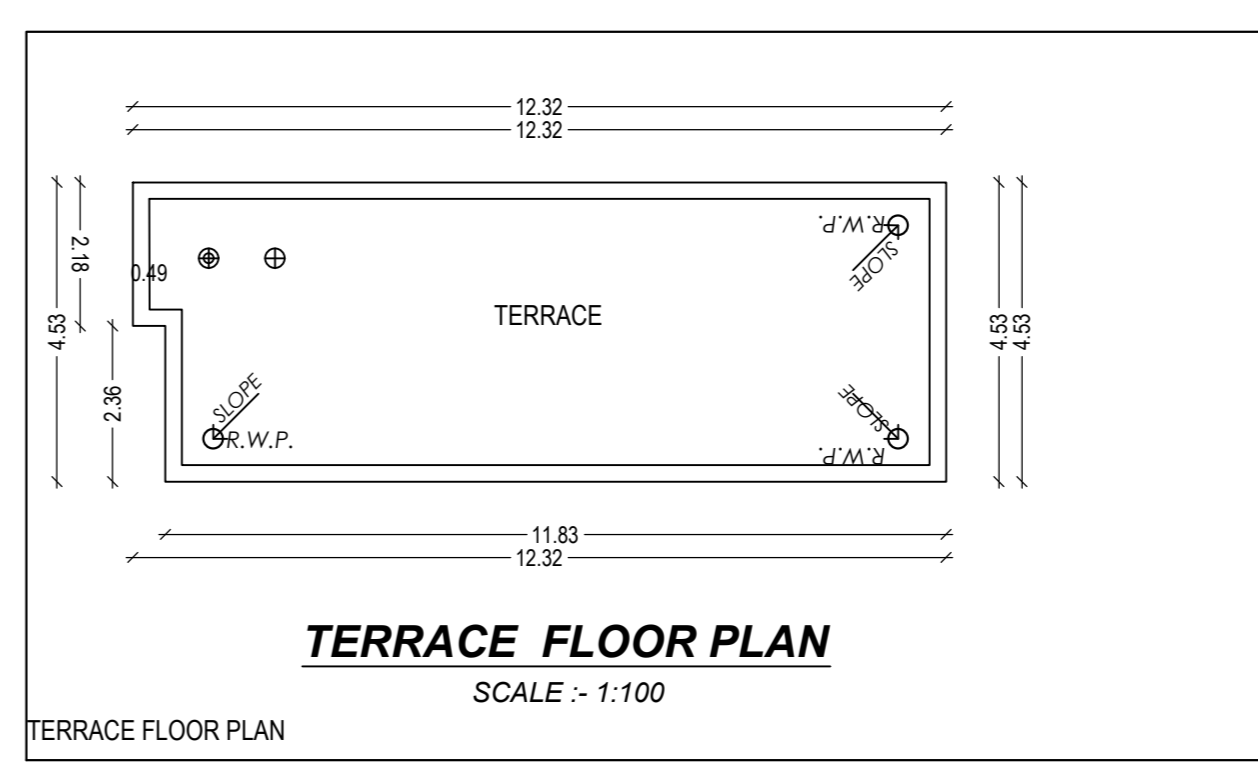 12.32
12.32
2.18
0.49
4.53
2.36
R.W.P.
SLOPE
TERRACE
4.53
4.53
SLOPE
R.W.P.
SLOPE
R.W.P.
11.83
12.32
TERRACE FLOOR PLAN
SCALE :- 1:100
TERRACE FLOOR PLAN